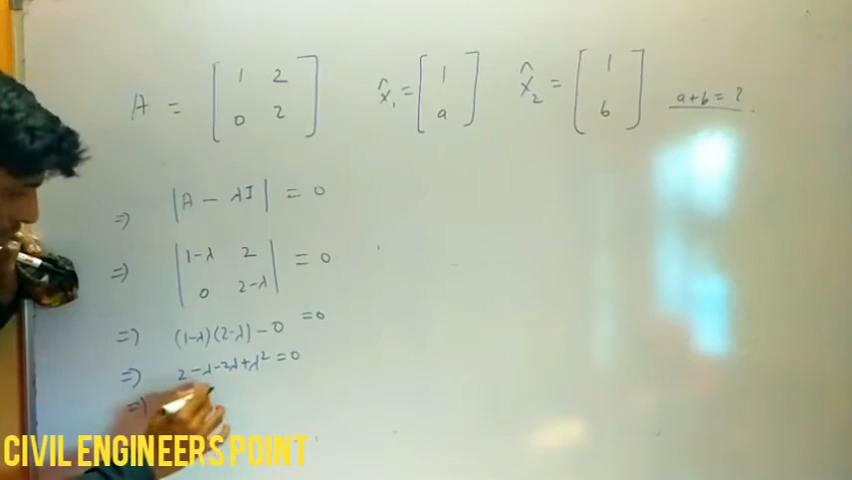 A = [ 1 2 0 2 ] x̂₁ = [ 1 a ] x̂₂ = [ 1 b ] a+b = ?
⇒ |A - λI| = 0
⇒ | 1-λ 2 0 2-λ | = 0
⇒ (1-λ)(2-λ) - 0 = 0
⇒ 2 - λ - 2λ + λ² = 0
⇒
CIVIL ENGINEERS POINT